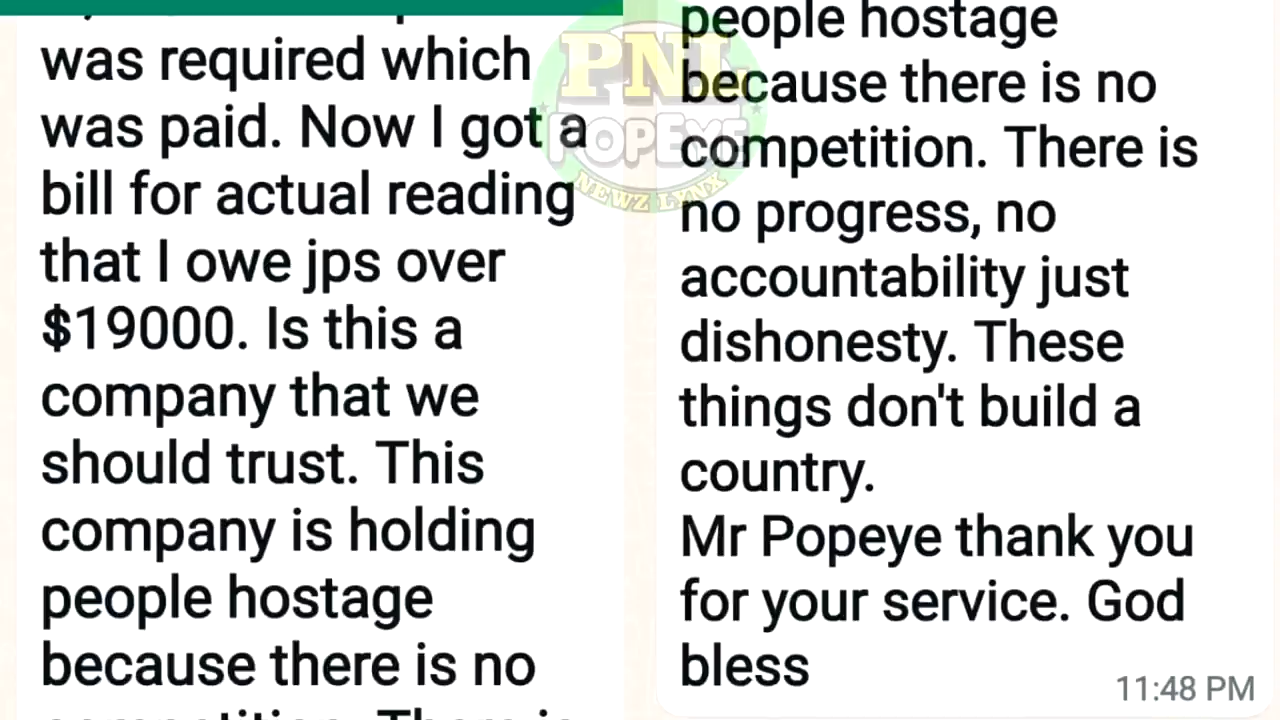 was required which
was paid. Now I got a
bill for actual reading
that I owe jps over
$19000. Is this a
company that we
should trust. This
company is holding
people hostage
because there is no
people hostage
because there is no
competition. There is
no progress, no
accountability just
dishonesty. These
things don't build a
country.
Mr Popeye thank you
for your service. God
bless
11:48 PM
PNL
POPEYE
NEWZ LYNX